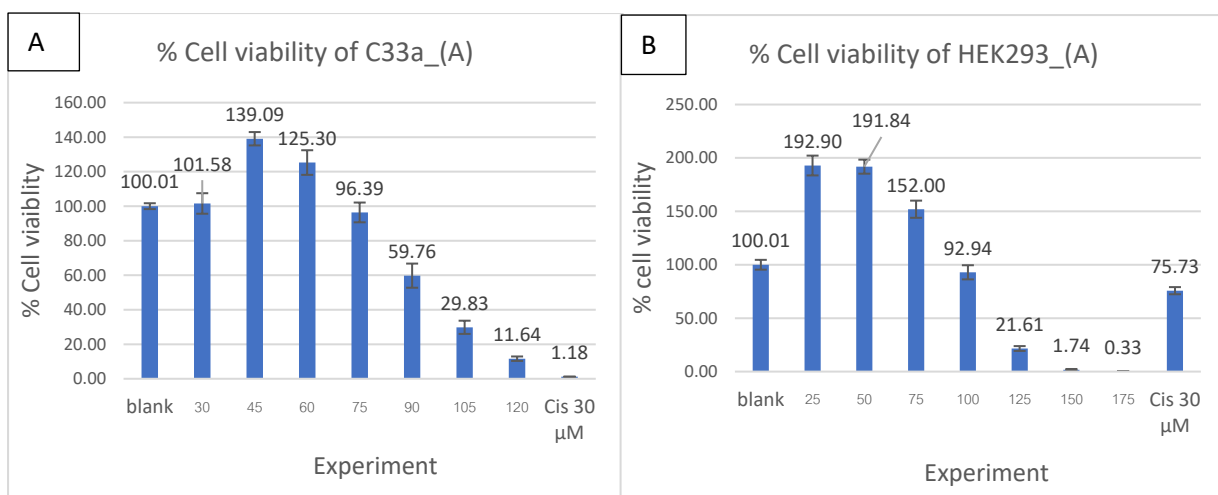 A
% Cell viability of C33a_(A)
160.00
140.00
120.00
100.00
80.00
60.00
40.00
20.00
0.00
% Cell vaiablity
100.01
101.58
139.09
125.30
96.39
59.76
29.83
11.64
1.18
blank 30 45 60 75 90 105 120 Cis 30
µM
Experiment
B
% Cell viability of HEK293_(A)
250.00
200.00
150.00
100.00
50.00
0.00
% cell viability
100.01
192.90
191.84
152.00
92.94
21.61
1.74
0.33
75.73
blank 25 50 75 100 125 150 175 Cis 30
µM
Experiment